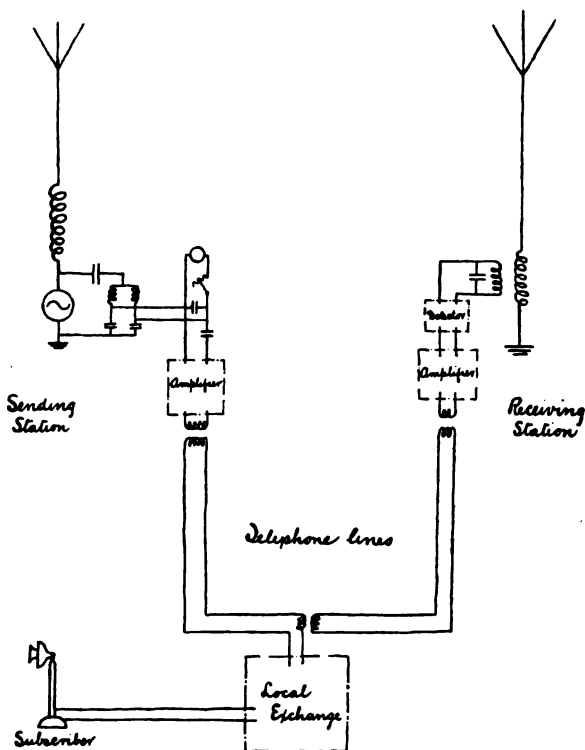 Detector
Amplifier
Amplifier
Sending
Station
Receiving
Station
Telephone lines
Local
Exchange
Subscriber